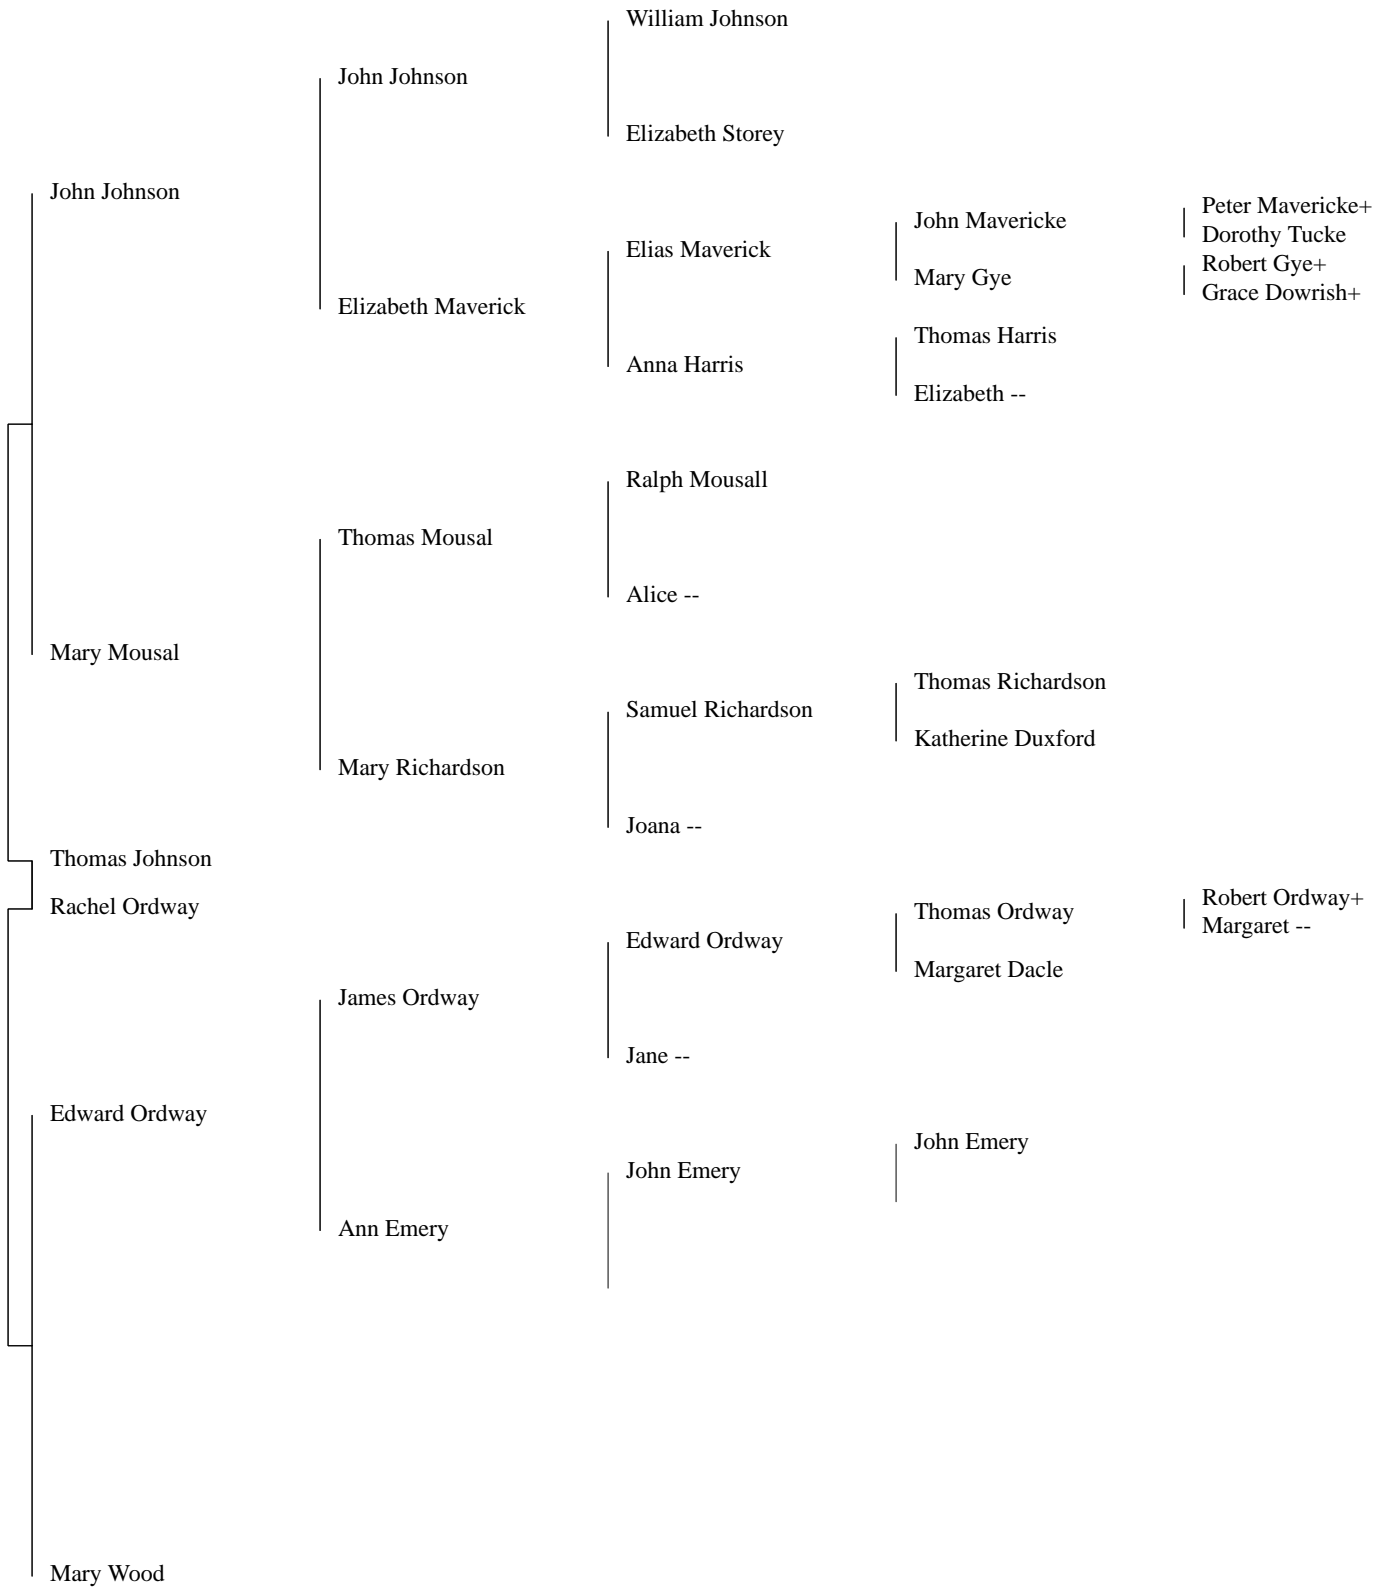 William Johnson
John Johnson
Elizabeth Storey
John Johnson
Peter Mavericke+
John Mavericke
Dorothy Tucke
Elias Maverick
Robert Gye+
Mary Gye
Grace Dowrish+
Elizabeth Maverick
Thomas Harris
Anna Harris
Elizabeth --
Ralph Mousall
Thomas Mousal
Alice --
Mary Mousal
Thomas Richardson
Samuel Richardson
Katherine Duxford
Mary Richardson
Joana --
Thomas Johnson
Robert Ordway+
Rachel Ordway
Thomas Ordway
Margaret --
Edward Ordway
Margaret Dacle
James Ordway
Jane --
Edward Ordway
John Emery
John Emery
Ann Emery
Mary Wood